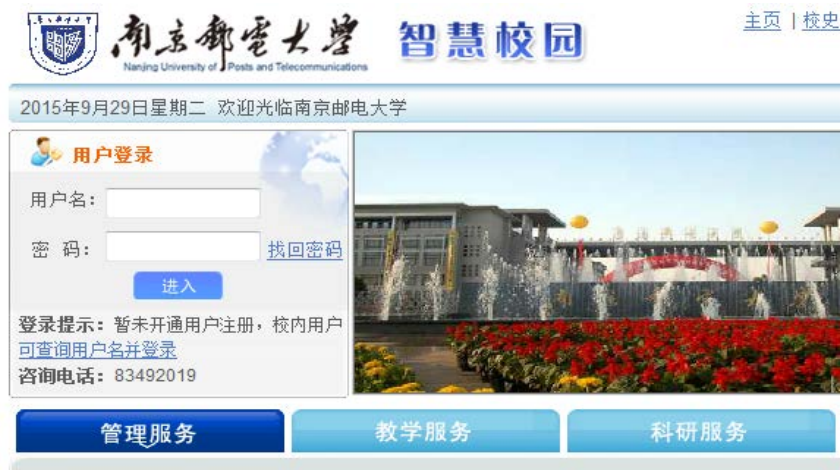 南京邮电大学 智慧校园
Nanjing University of Posts and Telecommunications
主页 | 校史
2015年9月29日星期二 欢迎光临南京邮电大学
用户登录
用户名：
密 码：
找回密码
进入
登录提示：暂未开通用户注册，校内用户
可查询用户名并登录
咨询电话：83492019
管理服务
教学服务
科研服务